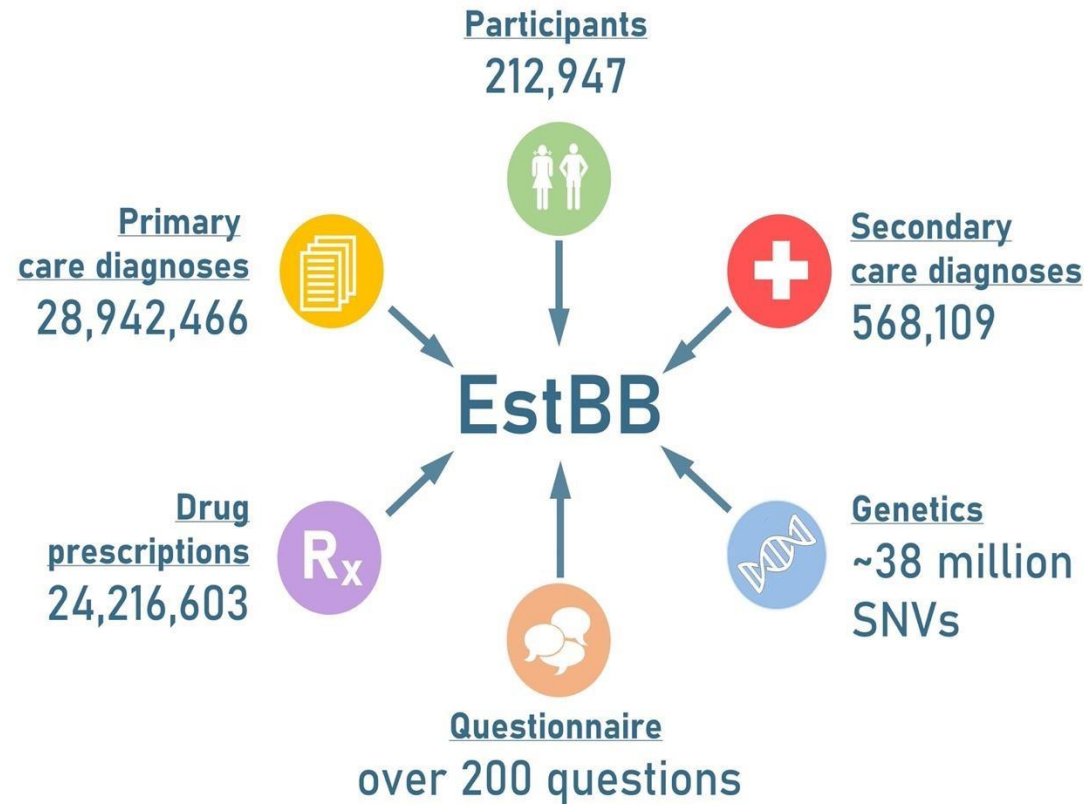 Participants
212,947
Primary
care diagnoses
28,942,466
Secondary
care diagnoses
568,109
EstBB
Drug
prescriptions
24,216,603
Rx
Genetics
~38 million
SNVs
Questionnaire
over 200 questions